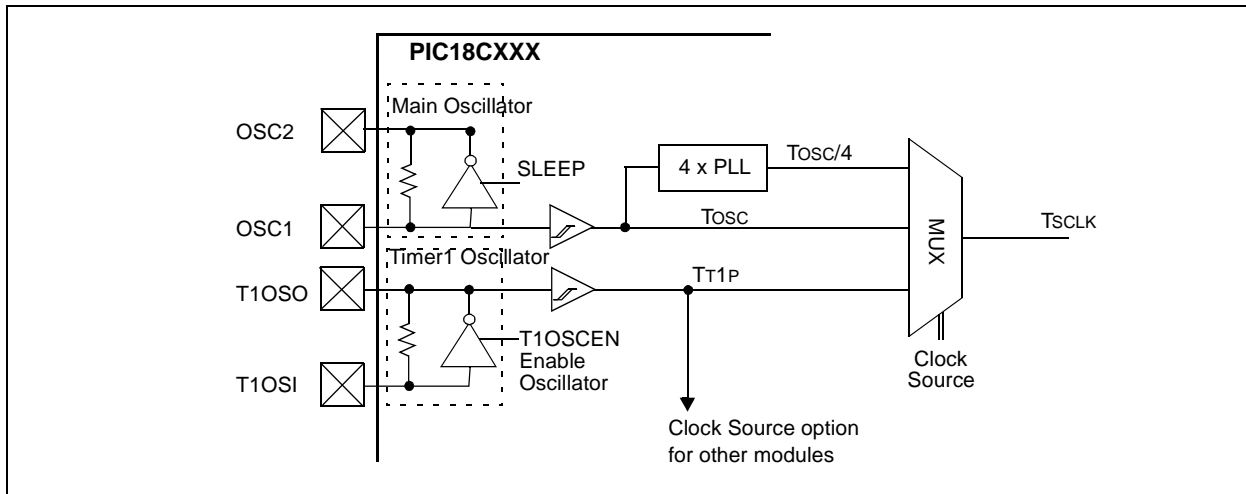 PIC18CXXX
Main Oscillator
OSC2
SLEEP
4 x PLL
TOSC/4
OSC1
TOSC
MUX
TSCLK
Timer1 Oscillator
T1OSO
TT1P
T1OSCEN
Enable
Oscillator
T1OSI
Clock
Source
Clock Source option
for other modules